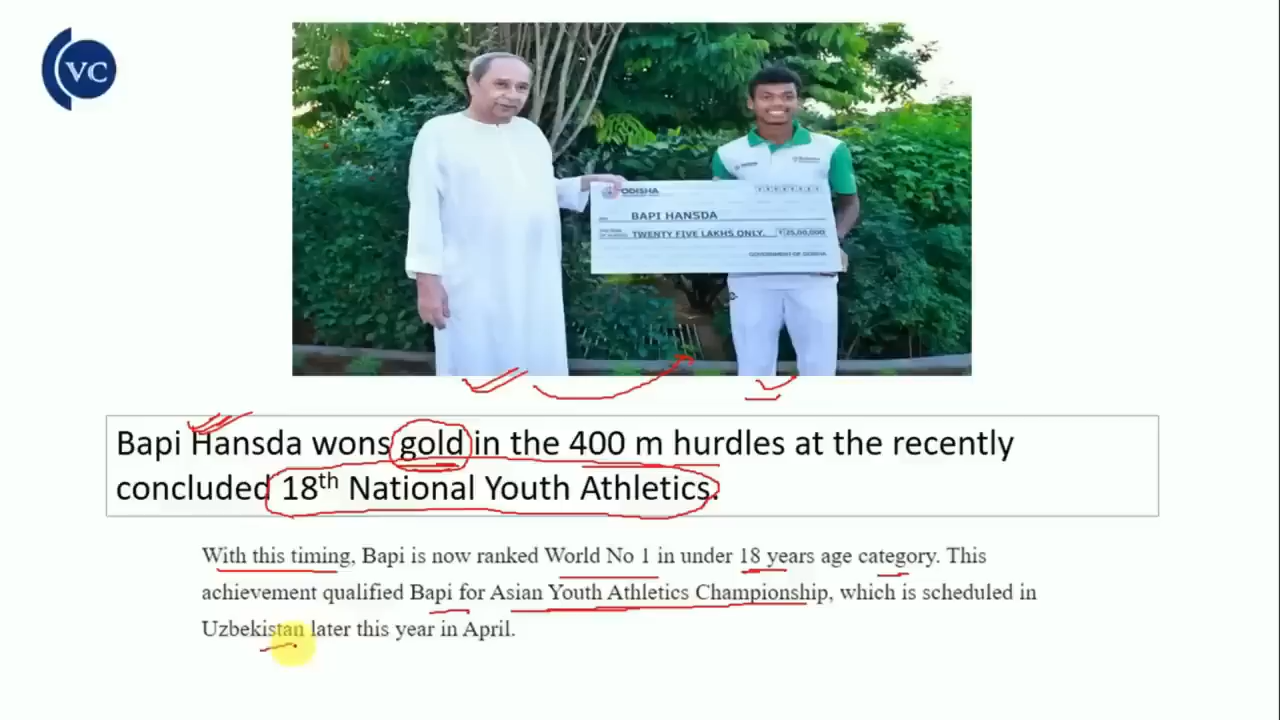 VC
ODISHA
BAPI HANSDA
TWENTY FIVE LAKHS ONLY. ₹ 25,00,000
GOVERNMENT OF ODISHA
Bapi Hansda wons gold in the 400 m hurdles at the recently
concluded 18th National Youth Athletics.
With this timing, Bapi is now ranked World No 1 in under 18 years age category. This
achievement qualified Bapi for Asian Youth Athletics Championship, which is scheduled in
Uzbekistan later this year in April.